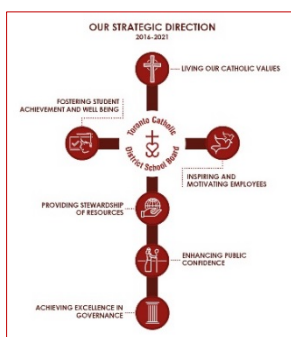 OUR STRATEGIC DIRECTION
2016-2021
LIVING OUR CATHOLIC VALUES
FOSTERING STUDENT
ACHIEVEMENT AND WELL BEING
Toronto Catholic
District School Board
INSPIRING AND
MOTIVATING EMPLOYEES
PROVIDING STEWARDSHIP
OF RESOURCES
ENHANCING PUBLIC
CONFIDENCE
ACHIEVING EXCELLENCE IN
GOVERNANCE